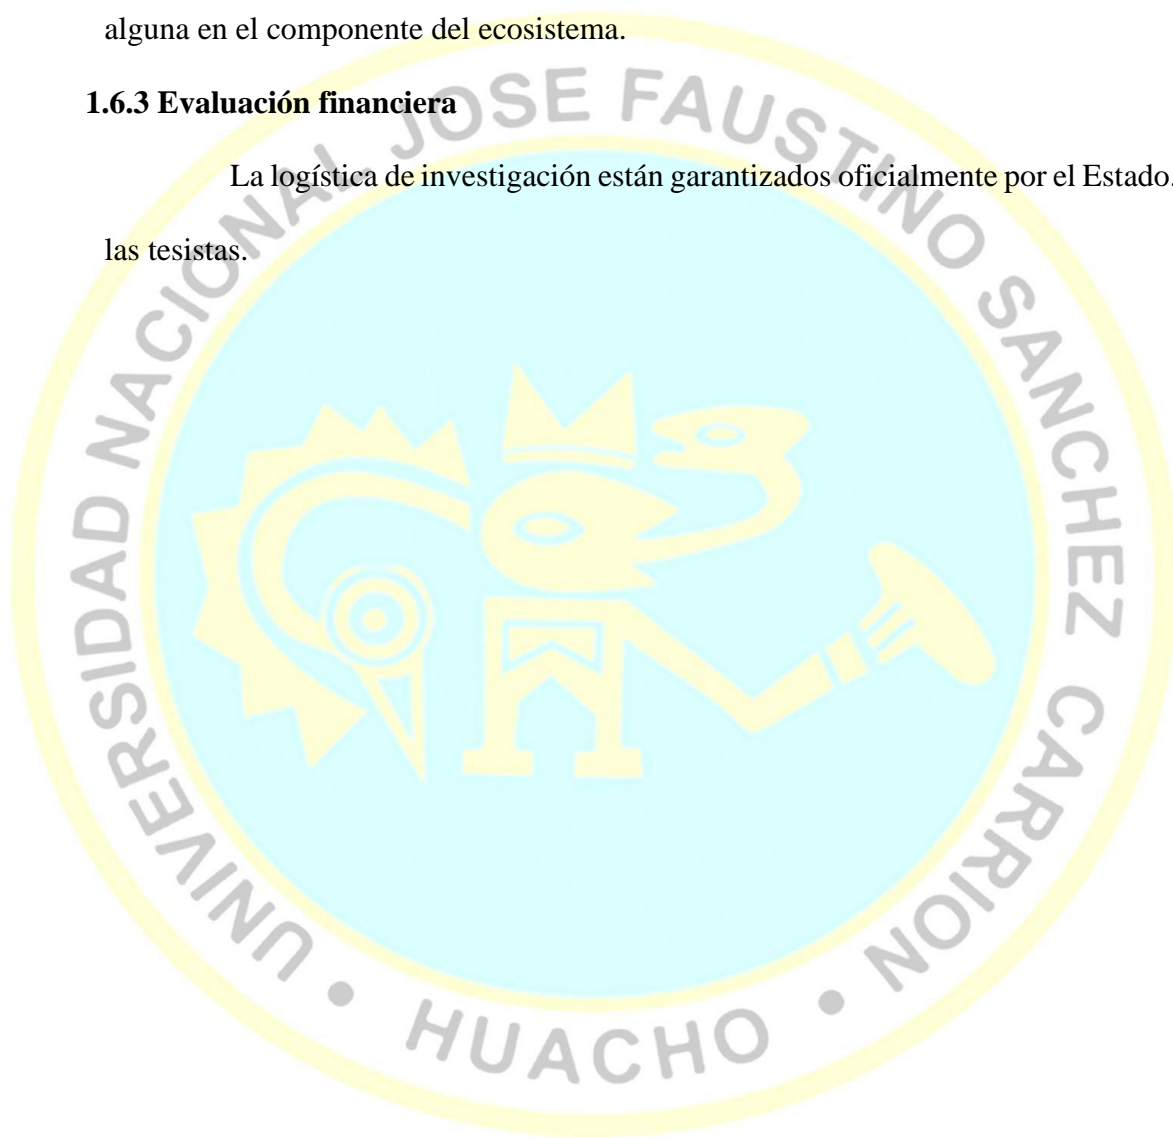 alguna en el componente del ecosistema.
1.6.3 Evaluación financiera
La logística de investigación están garantizados oficialmente por el Estado.
las tesistas.
UNIVERSIDAD NACIONAL JOSE FAUSTINO SANCHEZ CARRION
• HUACHO •